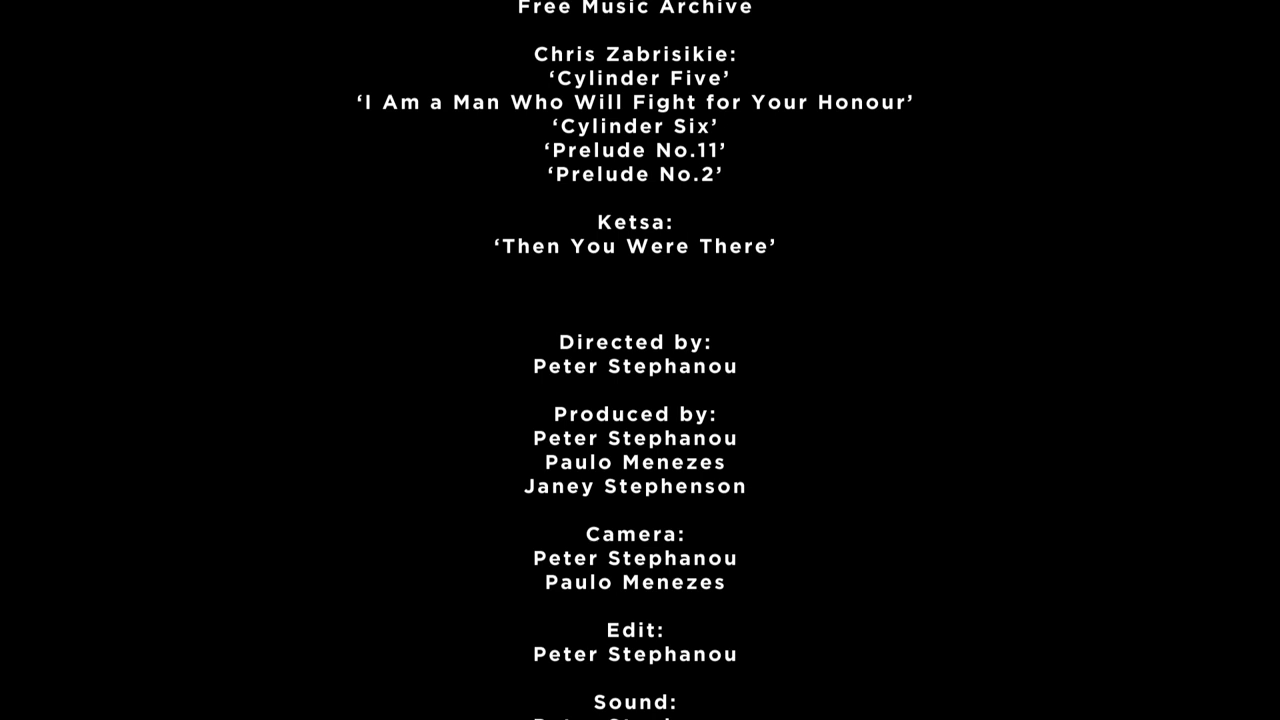 Free Music Archive
Chris Zabrisikie:
‘Cylinder Five’
‘I Am a Man Who Will Fight for Your Honour’
‘Cylinder Six’
‘Prelude No.11’
‘Prelude No.2’
Ketsa:
‘Then You Were There’
Directed by:
Peter Stephanou
Produced by:
Peter Stephanou
Paulo Menezes
Janey Stephenson
Camera:
Peter Stephanou
Paulo Menezes
Edit:
Peter Stephanou
Sound: